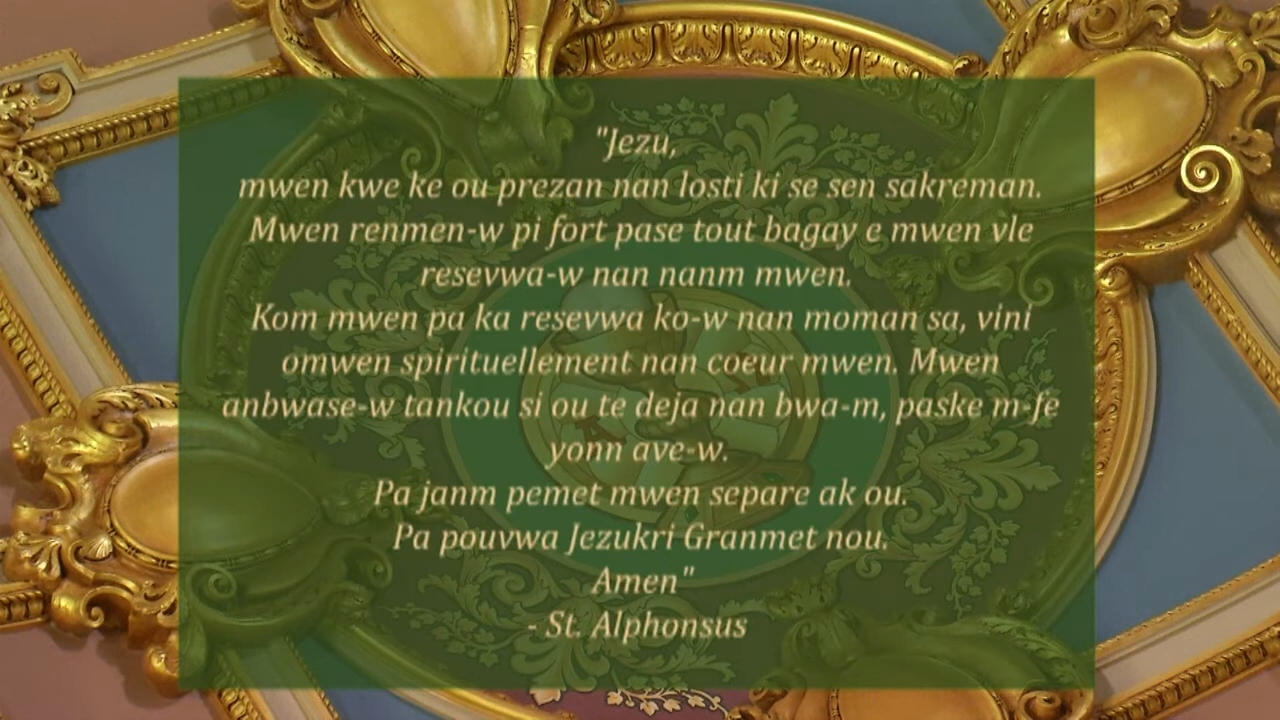 "Jezu,
mwen kwe ke ou prezan nan losti ki se sen sakreman.
Mwen renmen-w pi fort pase tout bagay e mwen vle
resevwa-w nan nanm mwen.
Kom mwen pa ka resevwa ko-w nan moman sa, vini
omwen spirituellement nan coeur mwen. Mwen
anbwase-w tankou si ou te deja nan bwa-m, paske m-fe
yonn ave-w.
Pa janm pemet mwen separe ak ou.
Pa pouvwa Jezukri Granmet nou.
Amen"
- St. Alphonsus